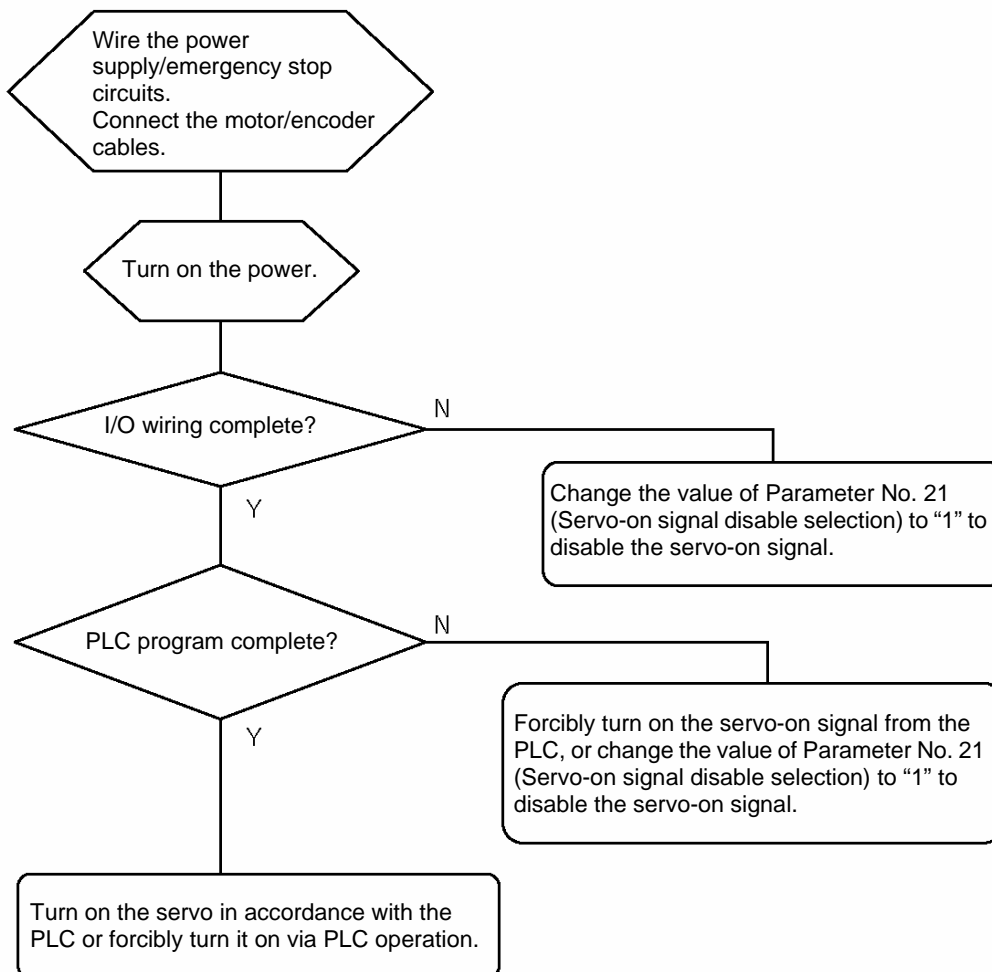 Wire the power
supply/emergency stop
circuits.
Connect the motor/encoder
cables.
Turn on the power.
I/O wiring complete?
N
Y
Change the value of Parameter No. 21
(Servo-on signal disable selection) to “1” to
disable the servo-on signal.
PLC program complete?
N
Y
Forcibly turn on the servo-on signal from the
PLC, or change the value of Parameter No. 21
(Servo-on signal disable selection) to “1” to
disable the servo-on signal.
Turn on the servo in accordance with the
PLC or forcibly turn it on via PLC operation.